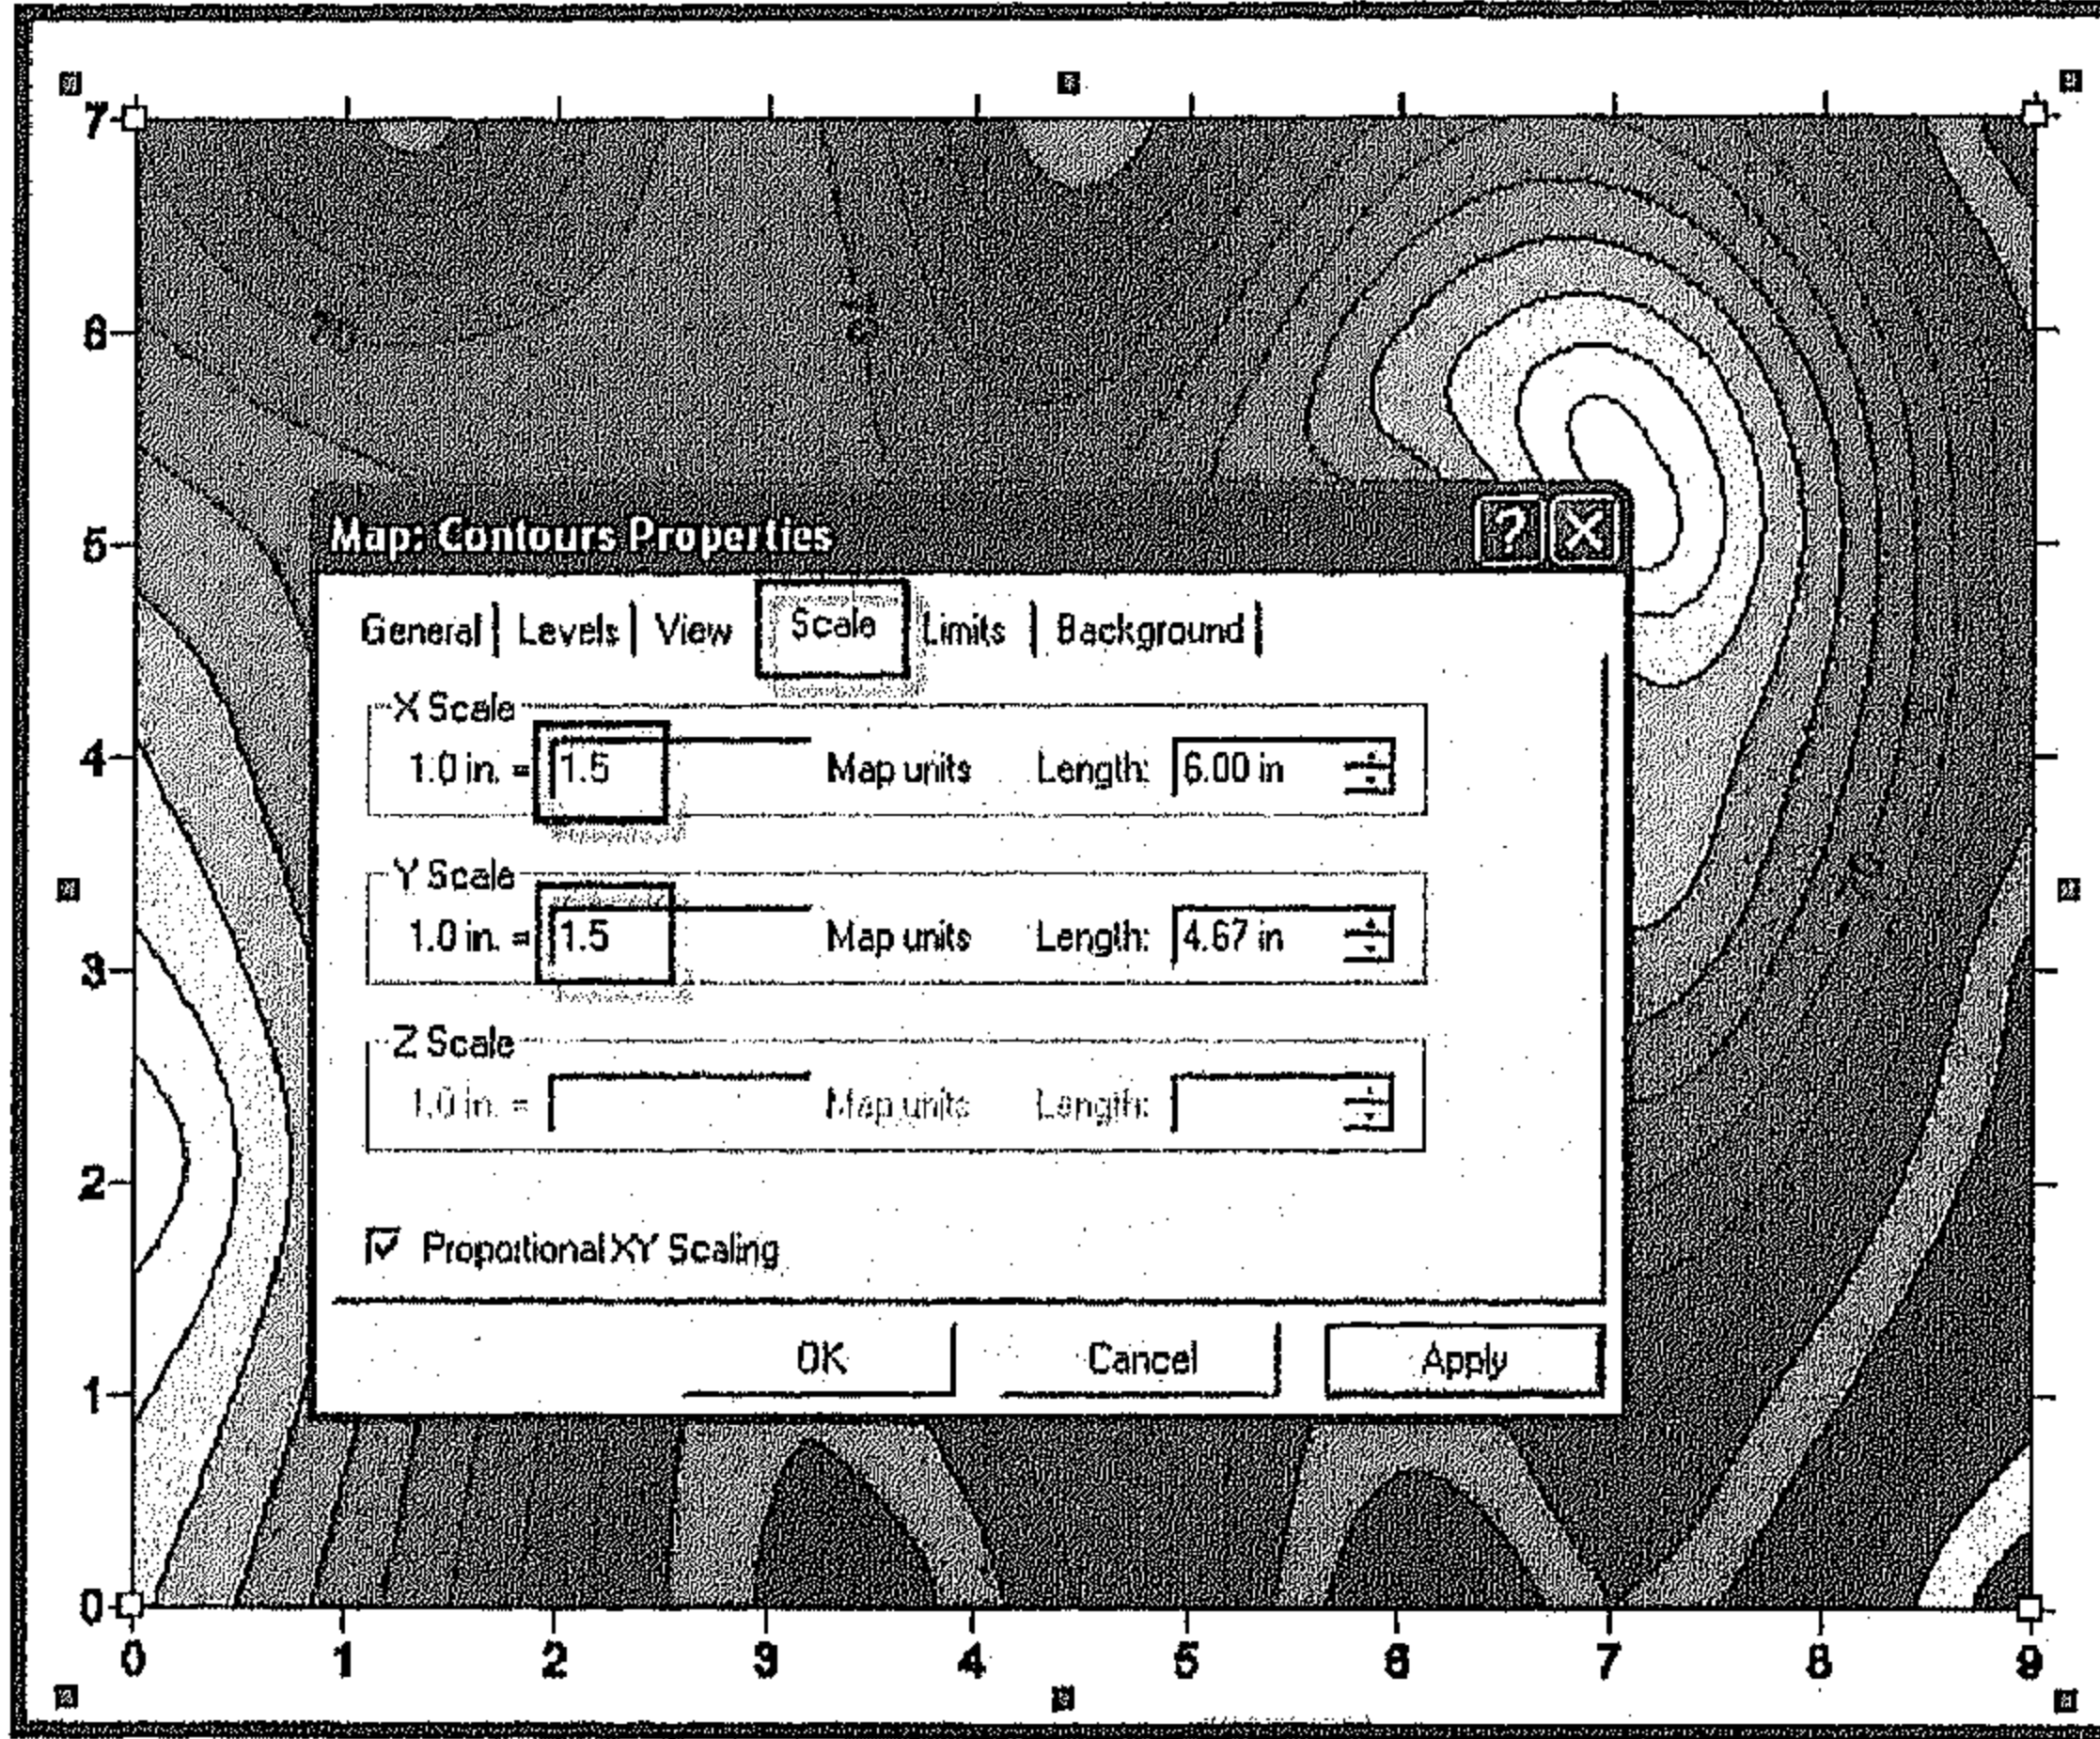 7
6
5
4
3
2
1
0
0 1 2 3 4 5 6 7 8 9
Map: Contours Properties
General Levels View Scale Limits Background
X Scale
1.0 in. = 1.5 Map units Length: 6.00 in
Y Scale
1.0 in. = 1.5 Map units Length: 4.67 in
Z Scale
1.0 in. = Map units Length:
Proportional XY Scaling
OK Cancel Apply